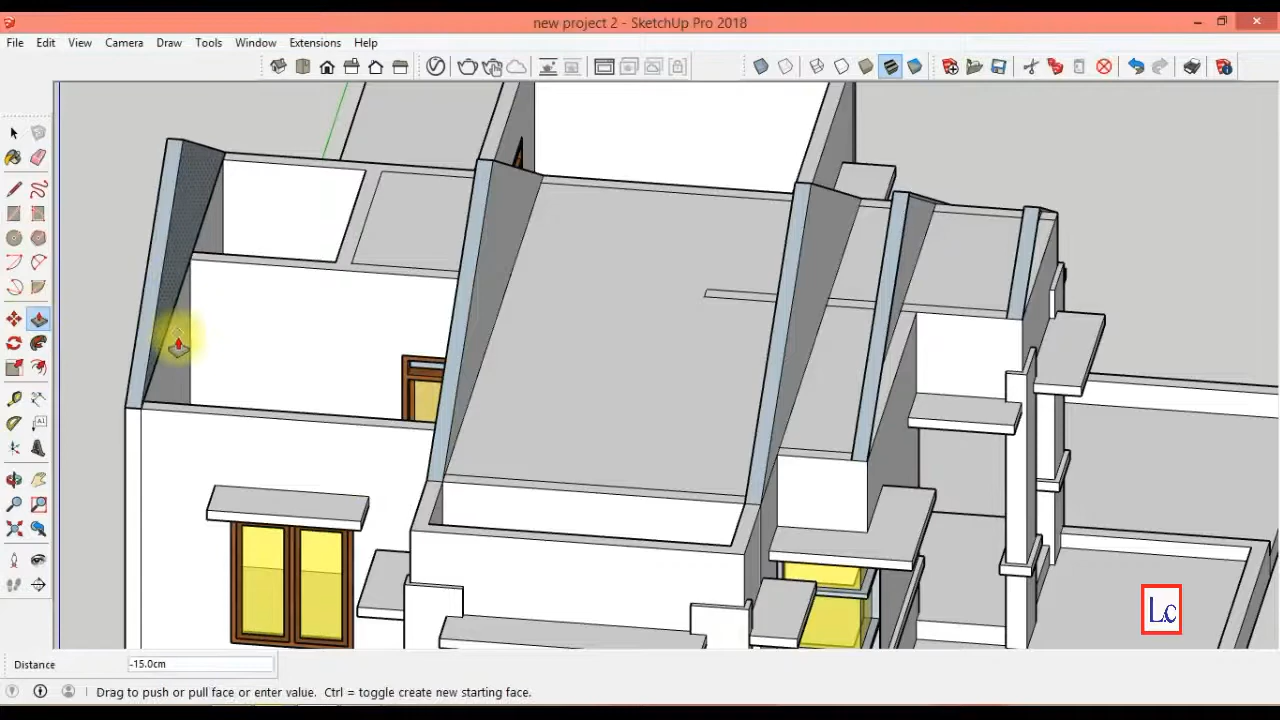 new project 2 - SketchUp Pro 2018
File Edit View Camera Draw Tools Window Extensions Help
A1
Lc
Distance -15.0cm
Drag to push or pull face or enter value. Ctrl = toggle create new starting face.